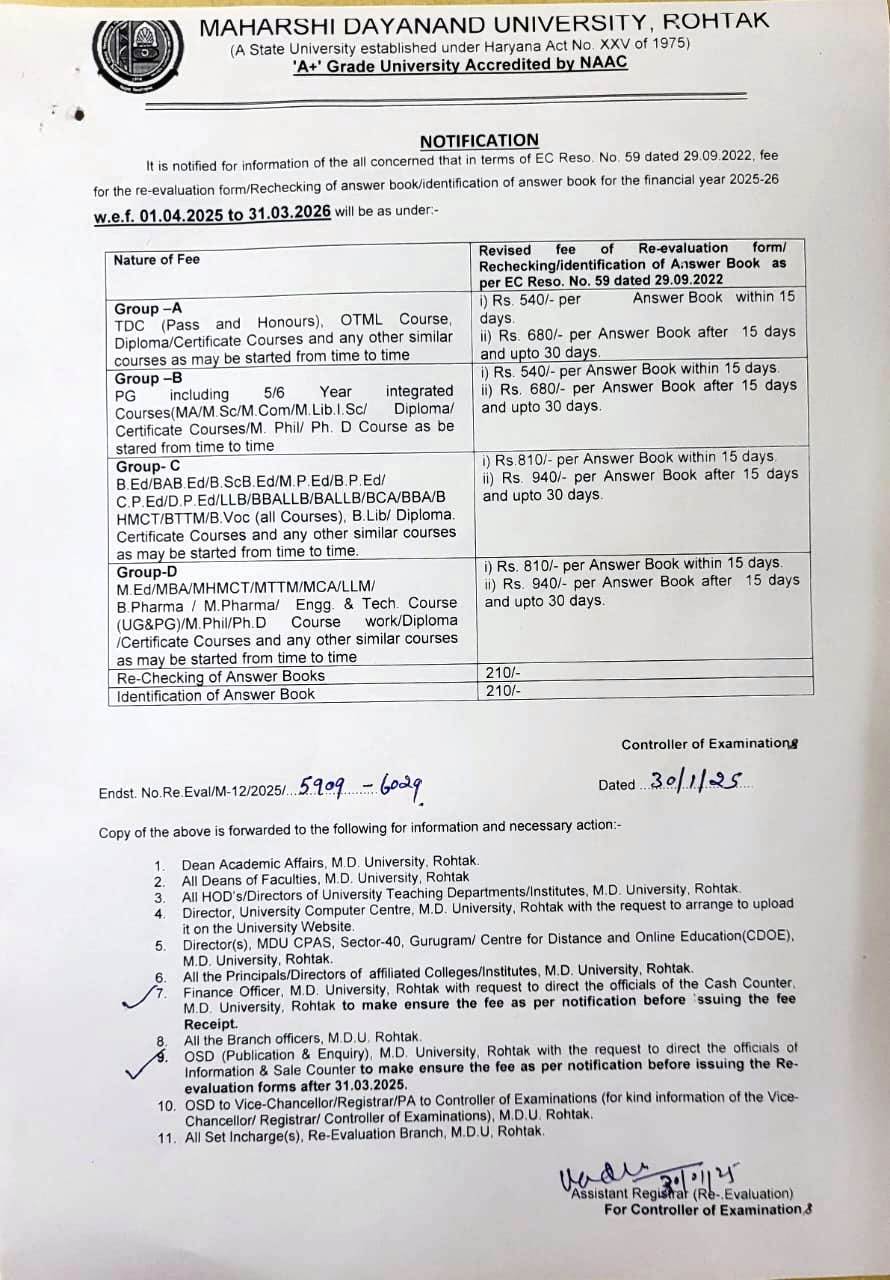 MAHARSHI DAYANAND UNIVERSITY, ROHTAK
(A State University established under Haryana Act No. XXV of 1975)
'A+' Grade University Accredited by NAAC
NOTIFICATION
It is notified for information of the all concerned that in terms of EC Reso. No. 59 dated 29.09.2022, fee
for the re-evaluation form/Rechecking of answer book/identification of answer book for the financial year 2025-26
w.e.f. 01.04.2025 to 31.03.2026 will be as under:-
Nature of Fee
Revised fee of Re-evaluation form/
Rechecking/identification of Answer Book as
per EC Reso. No. 59 dated 29.09.2022
Group –A
TDC (Pass and Honours), OTML Course,
Diploma/Certificate Courses and any other similar
courses as may be started from time to time
i) Rs. 540/- per Answer Book within 15
days.
ii) Rs. 680/- per Answer Book after 15 days
and upto 30 days.
Group –B
PG including 5/6 Year integrated
Courses(MA/M.Sc/M.Com/M.Lib.I.Sc/ Diploma/
Certificate Courses/M. Phil/ Ph. D Course as be
stared from time to time
i) Rs. 540/- per Answer Book within 15 days.
ii) Rs. 680/- per Answer Book after 15 days
and upto 30 days.
Group- C
B.Ed/BAB.Ed/B.ScB.Ed/M.P.Ed/B.P.Ed/
C.P.Ed/D.P.Ed/LLB/BBALLB/BALLB/BCA/BBA/B
HMCT/BTTM/B.Voc (all Courses), B.Lib/ Diploma.
Certificate Courses and any other similar courses
as may be started from time to time.
i) Rs.810/- per Answer Book within 15 days.
ii) Rs. 940/- per Answer Book after 15 days
and upto 30 days.
Group-D
M.Ed/MBA/MHMCT/MTTM/MCA/LLM/
B.Pharma / M.Pharma/ Engg. & Tech. Course
(UG&PG)/M.Phil/Ph.D Course work/Diploma
/Certificate Courses and any other similar courses
as may be started from time to time
i) Rs. 810/- per Answer Book within 15 days.
ii) Rs. 940/- per Answer Book after 15 days
and upto 30 days.
Re-Checking of Answer Books
210/-
Identification of Answer Book
210/-
Controller of Examinations
Endst. No.Re.Eval/M-12/2025/...5909 - 6029
Dated ...30/1/25
Copy of the above is forwarded to the following for information and necessary action:-
1. Dean Academic Affairs, M.D. University, Rohtak.
2. All Deans of Faculties, M.D. University, Rohtak
3. All HOD's/Directors of University Teaching Departments/Institutes, M.D. University, Rohtak.
4. Director, University Computer Centre, M.D. University, Rohtak with the request to arrange to upload
it on the University Website.
5. Director(s), MDU CPAS, Sector-40, Gurugram/ Centre for Distance and Online Education(CDOE),
M.D. University, Rohtak.
6. All the Principals/Directors of affiliated Colleges/Institutes, M.D. University, Rohtak.
7. Finance Officer, M.D. University, Rohtak with request to direct the officials of the Cash Counter,
M.D. University, Rohtak to make ensure the fee as per notification before issuing the fee
Receipt.
8. All the Branch officers, M.D.U. Rohtak.
9. OSD (Publication & Enquiry), M.D. University, Rohtak with the request to direct the officials of
Information & Sale Counter to make ensure the fee as per notification before issuing the Re-
evaluation forms after 31.03.2025.
10. OSD to Vice-Chancellor/Registrar/PA to Controller of Examinations (for kind information of the Vice-
Chancellor/ Registrar/ Controller of Examinations), M.D.U. Rohtak.
11. All Set Incharge(s), Re-Evaluation Branch, M.D.U, Rohtak.
30/01/25
Assistant Registrar (Re-.Evaluation)
For Controller of Examinations